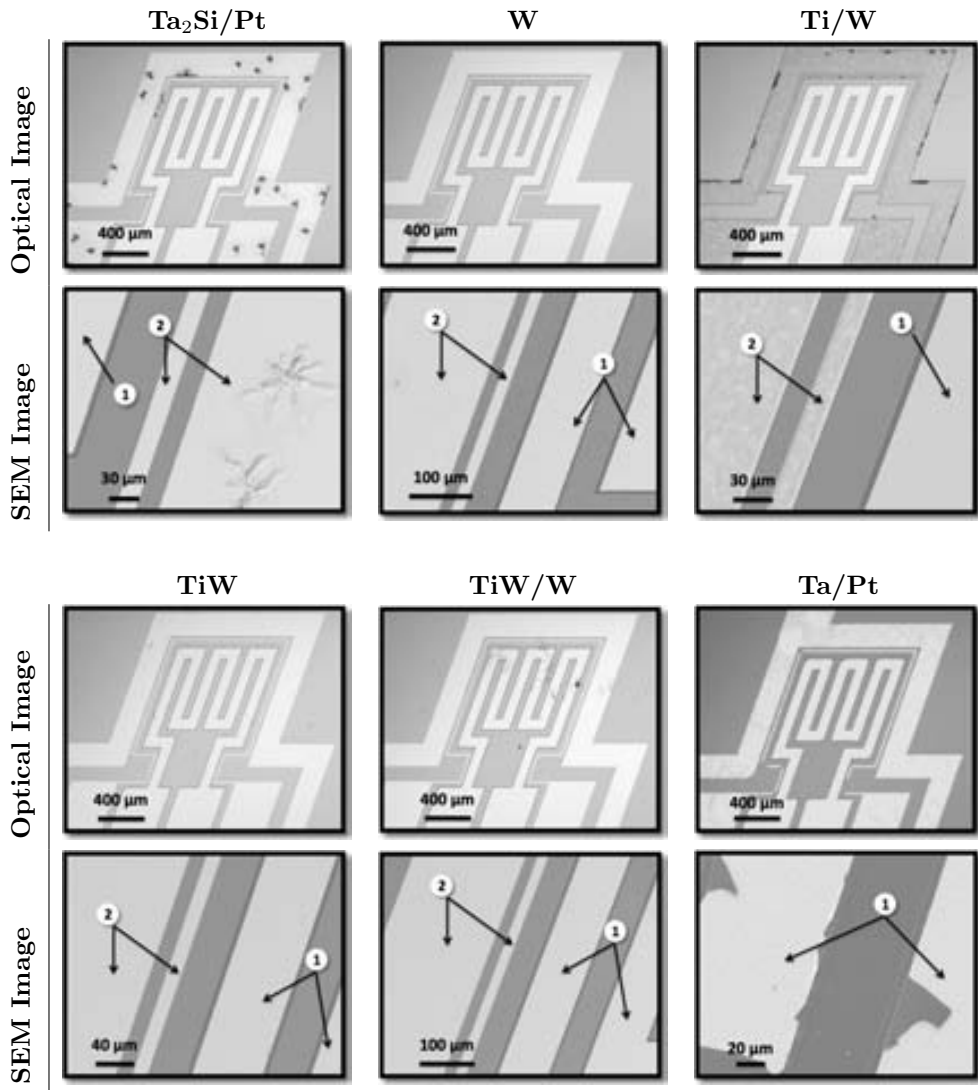 Ta₂Si/Pt W Ti/W
Optical Image
400 µm 400 µm 400 µm
SEM Image
2 1 30 µm
2 1 100 µm
2 1 30 µm
TiW TiW/W Ta/Pt
Optical Image
400 µm 400 µm 400 µm
SEM Image
2 1 40 µm
2 1 100 µm
1 20 µm